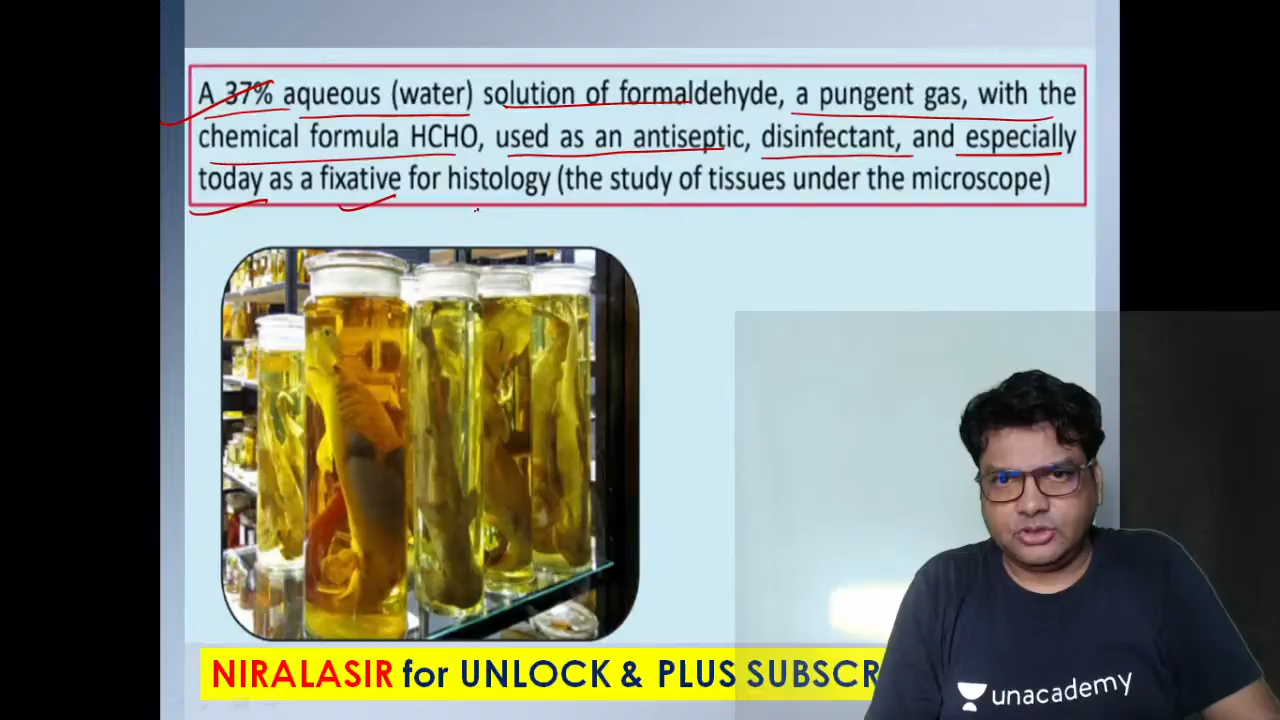 A 37% aqueous (water) solution of formaldehyde, a pungent gas, with the
chemical formula HCHO, used as an antiseptic, disinfectant, and especially
today as a fixative for histology (the study of tissues under the microscope)
NIRALASIR for UNLOCK & PLUS SUBSCR
unacademy